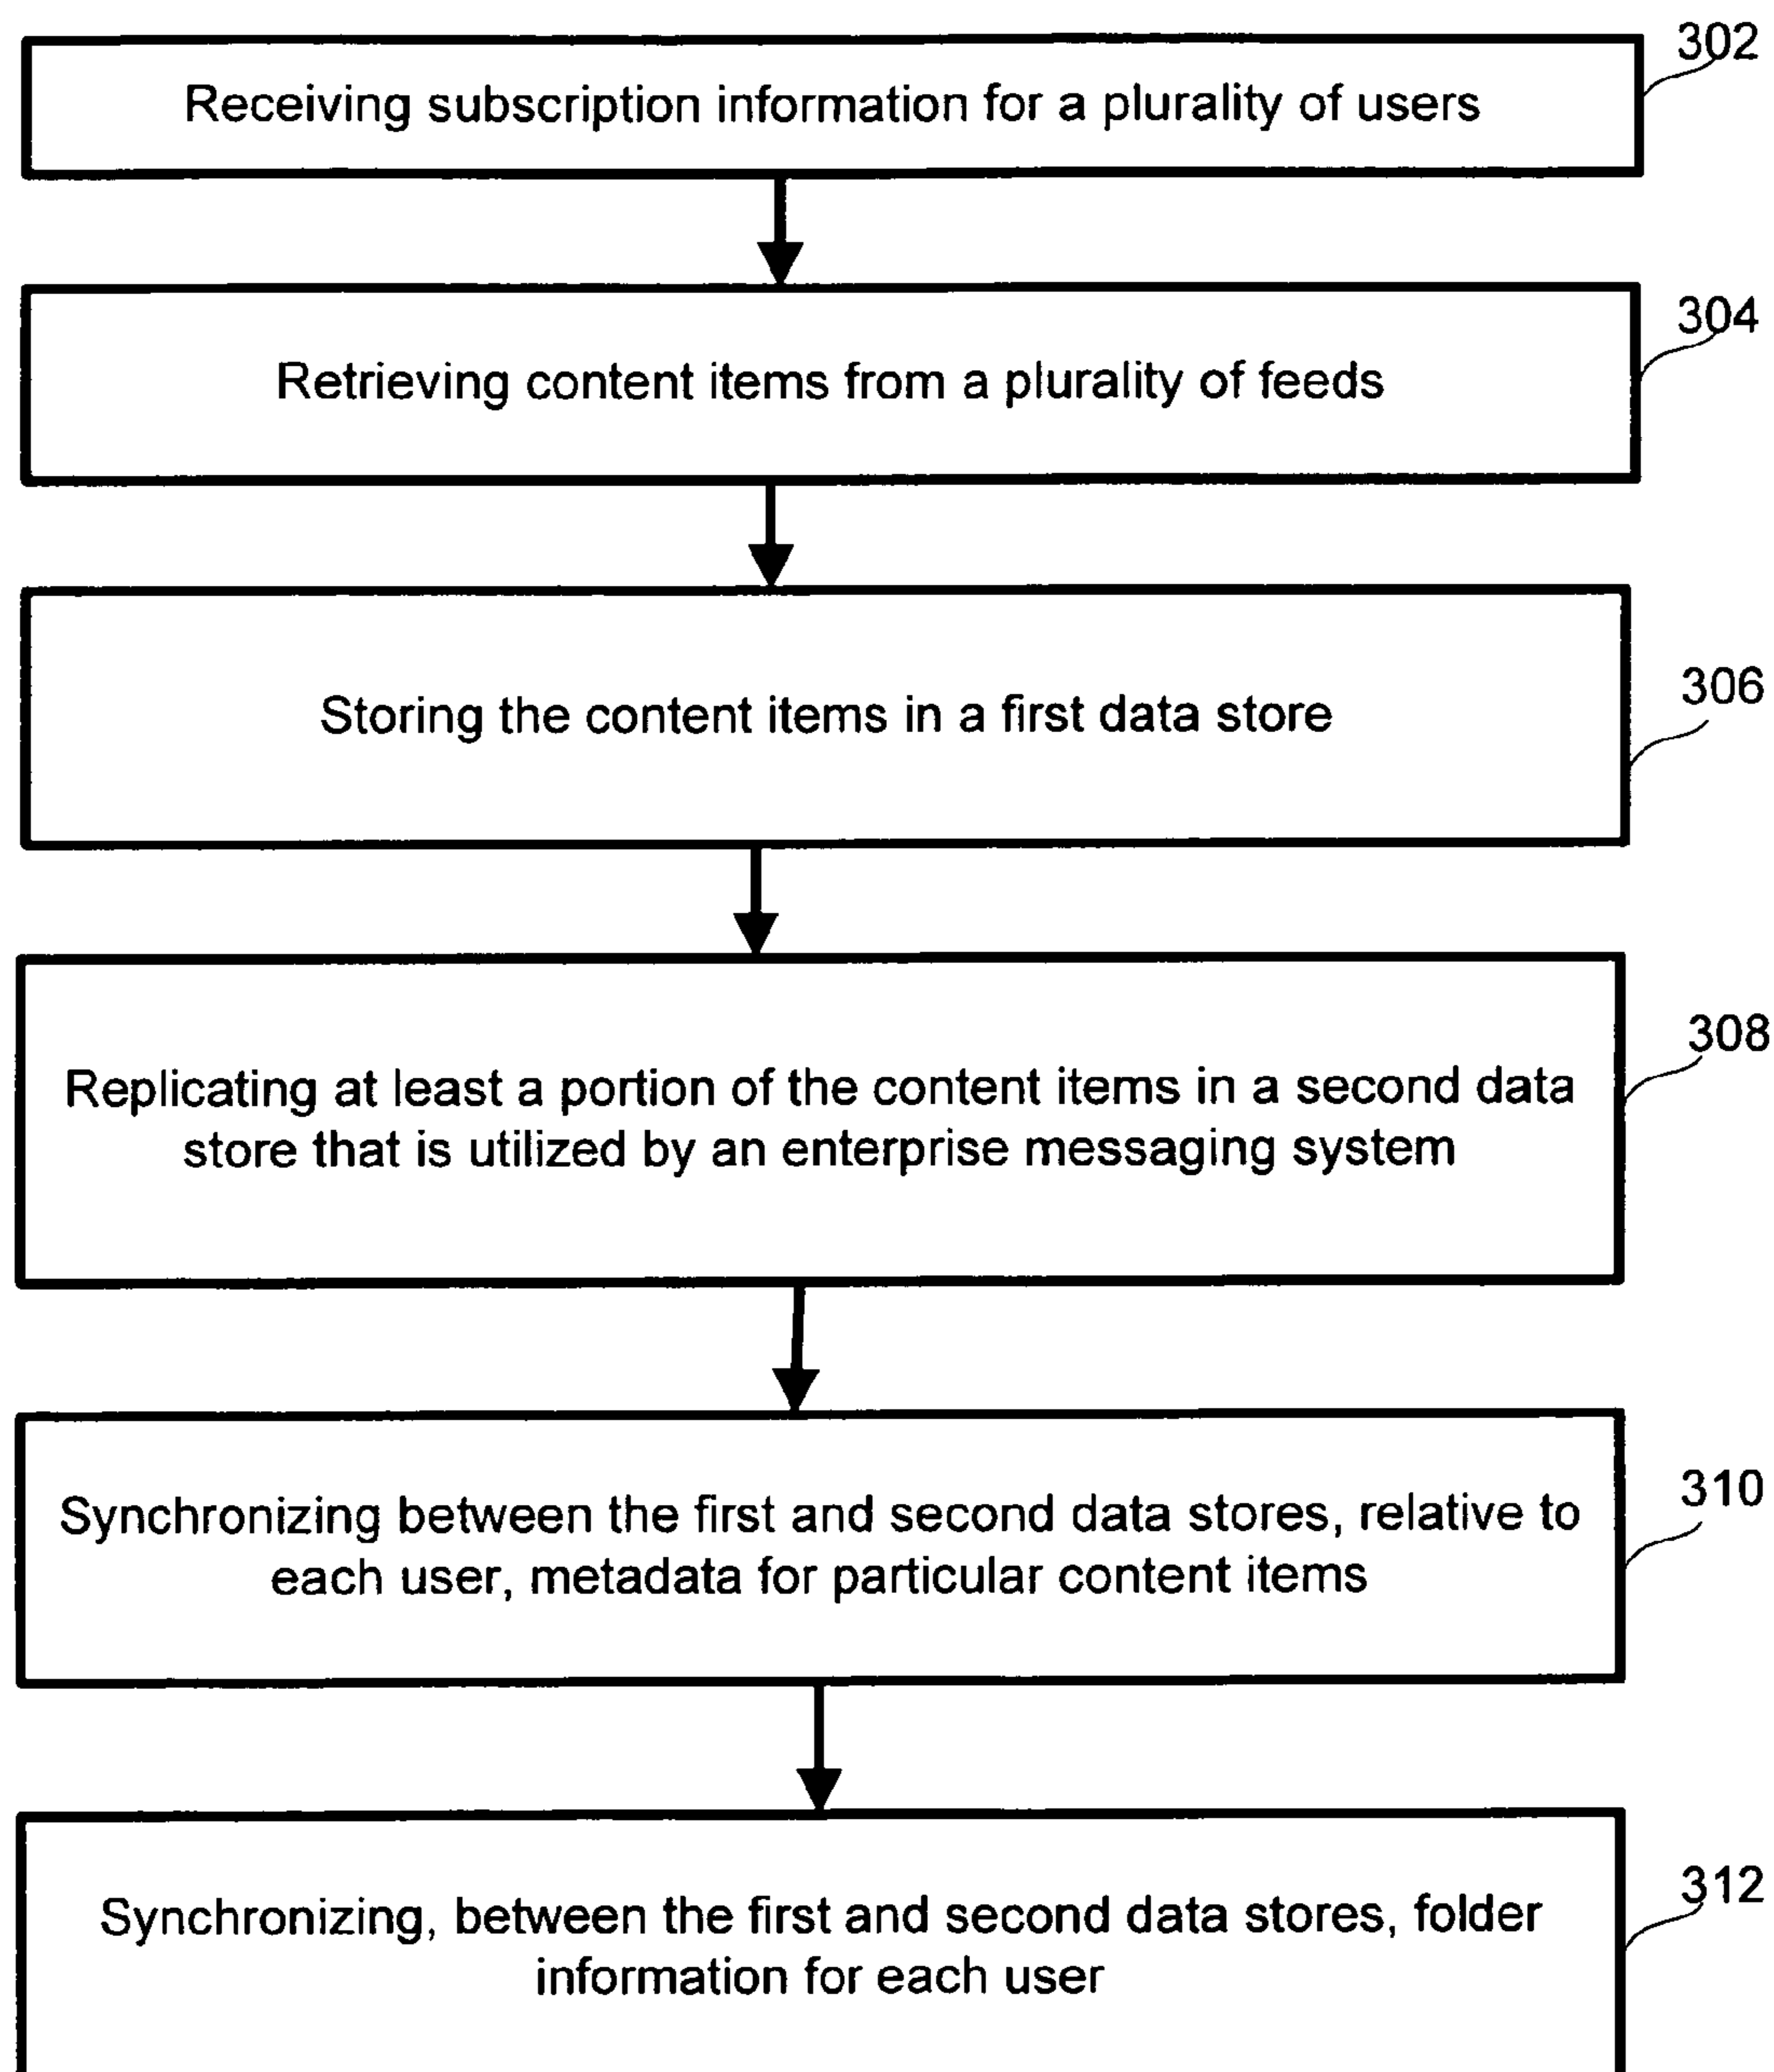 302
Receiving subscription information for a plurality of users
304
Retrieving content items from a plurality of feeds
306
Storing the content items in a first data store
308
Replicating at least a portion of the content items in a second data
store that is utilized by an enterprise messaging system
310
Synchronizing between the first and second data stores, relative to
each user, metadata for particular content items
312
Synchronizing, between the first and second data stores, folder
information for each user